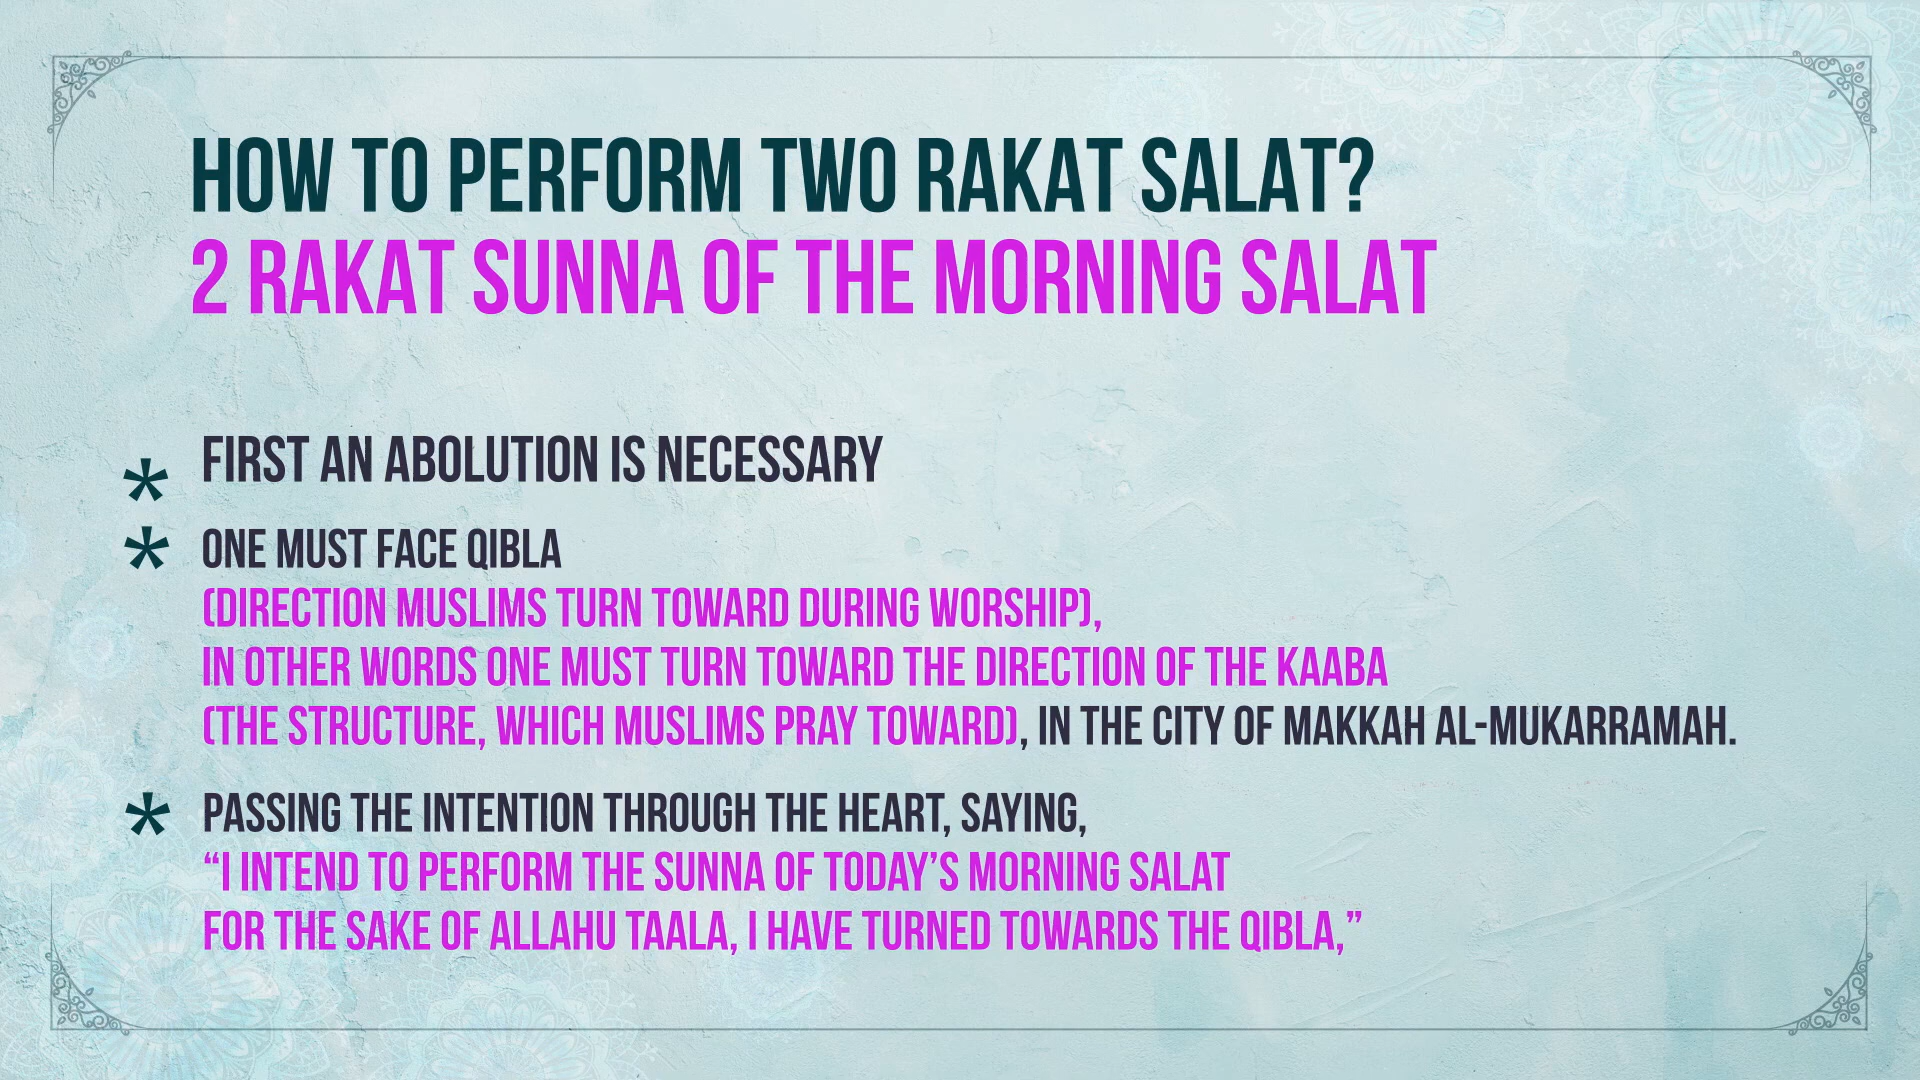 HOW TO PERFORM TWO RAKAT SALAT?
2 RAKAT SUNNA OF THE MORNING SALAT
* FIRST AN ABOLUTION IS NECESSARY
* ONE MUST FACE QIBLA
(DIRECTION MUSLIMS TURN TOWARD DURING WORSHIP),
IN OTHER WORDS ONE MUST TURN TOWARD THE DIRECTION OF THE KAABA
(THE STRUCTURE, WHICH MUSLIMS PRAY TOWARD), IN THE CITY OF MAKKAH AL-MUKARRAMAH.
* PASSING THE INTENTION THROUGH THE HEART, SAYING,
“I INTEND TO PERFORM THE SUNNA OF TODAY’S MORNING SALAT
FOR THE SAKE OF ALLAHU TAALA, I HAVE TURNED TOWARDS THE QIBLA,”